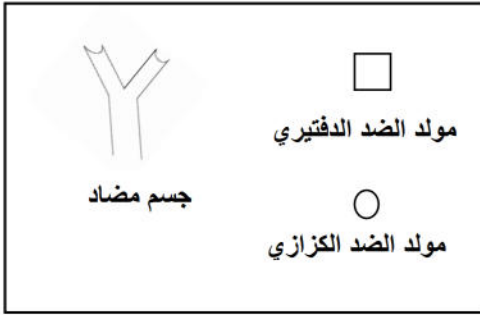 مولد الضد الدفتيري
جسم مضاد
مولد الضد الكزازي